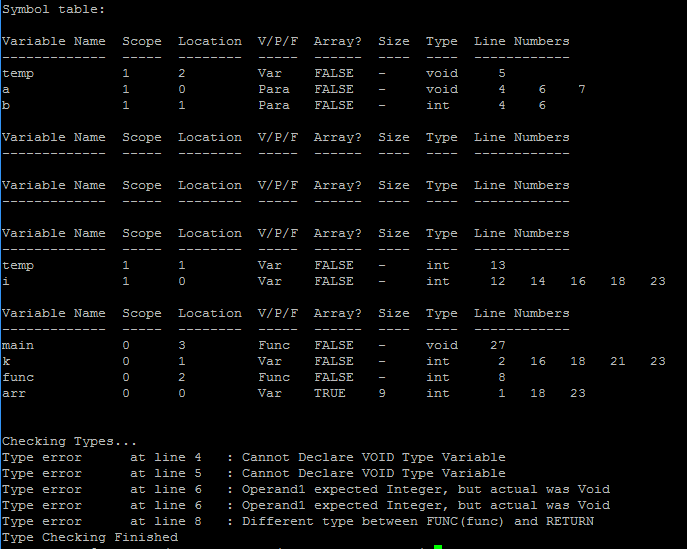 Symbol table:
Variable Name  Scope  Location  V/P/F  Array?  Size  Type  Line Numbers
-------------  -----  --------  -----  ------  ----  ----  ------------
temp           1      2         Var    FALSE   -     void     5
a              1      0         Para   FALSE   -     void     4    6    7
b              1      1         Para   FALSE   -     int      4    6
Variable Name  Scope  Location  V/P/F  Array?  Size  Type  Line Numbers
-------------  -----  --------  -----  ------  ----  ----  ------------
Variable Name  Scope  Location  V/P/F  Array?  Size  Type  Line Numbers
-------------  -----  --------  -----  ------  ----  ----  ------------
Variable Name  Scope  Location  V/P/F  Array?  Size  Type  Line Numbers
-------------  -----  --------  -----  ------  ----  ----  ------------
temp           1      1         Var    FALSE   -     int     13
i              1      0         Var    FALSE   -     int     12   14   16   18   23
Variable Name  Scope  Location  V/P/F  Array?  Size  Type  Line Numbers
-------------  -----  --------  -----  ------  ----  ----  ------------
main           0      3         Func   FALSE   -     void    27
k              0      1         Var    FALSE   -     int      2   16   18   21   23
func           0      2         Func   FALSE   -     int      8
arr            0      0         Var    TRUE    9     int      1   18   23
Checking Types...
Type error      at line 4   : Cannot Declare VOID Type Variable
Type error      at line 5   : Cannot Declare VOID Type Variable
Type error      at line 6   : Operand1 expected Integer, but actual was Void
Type error      at line 6   : Operand1 expected Integer, but actual was Void
Type error      at line 8   : Different type between FUNC(func) and RETURN
Type Checking Finished